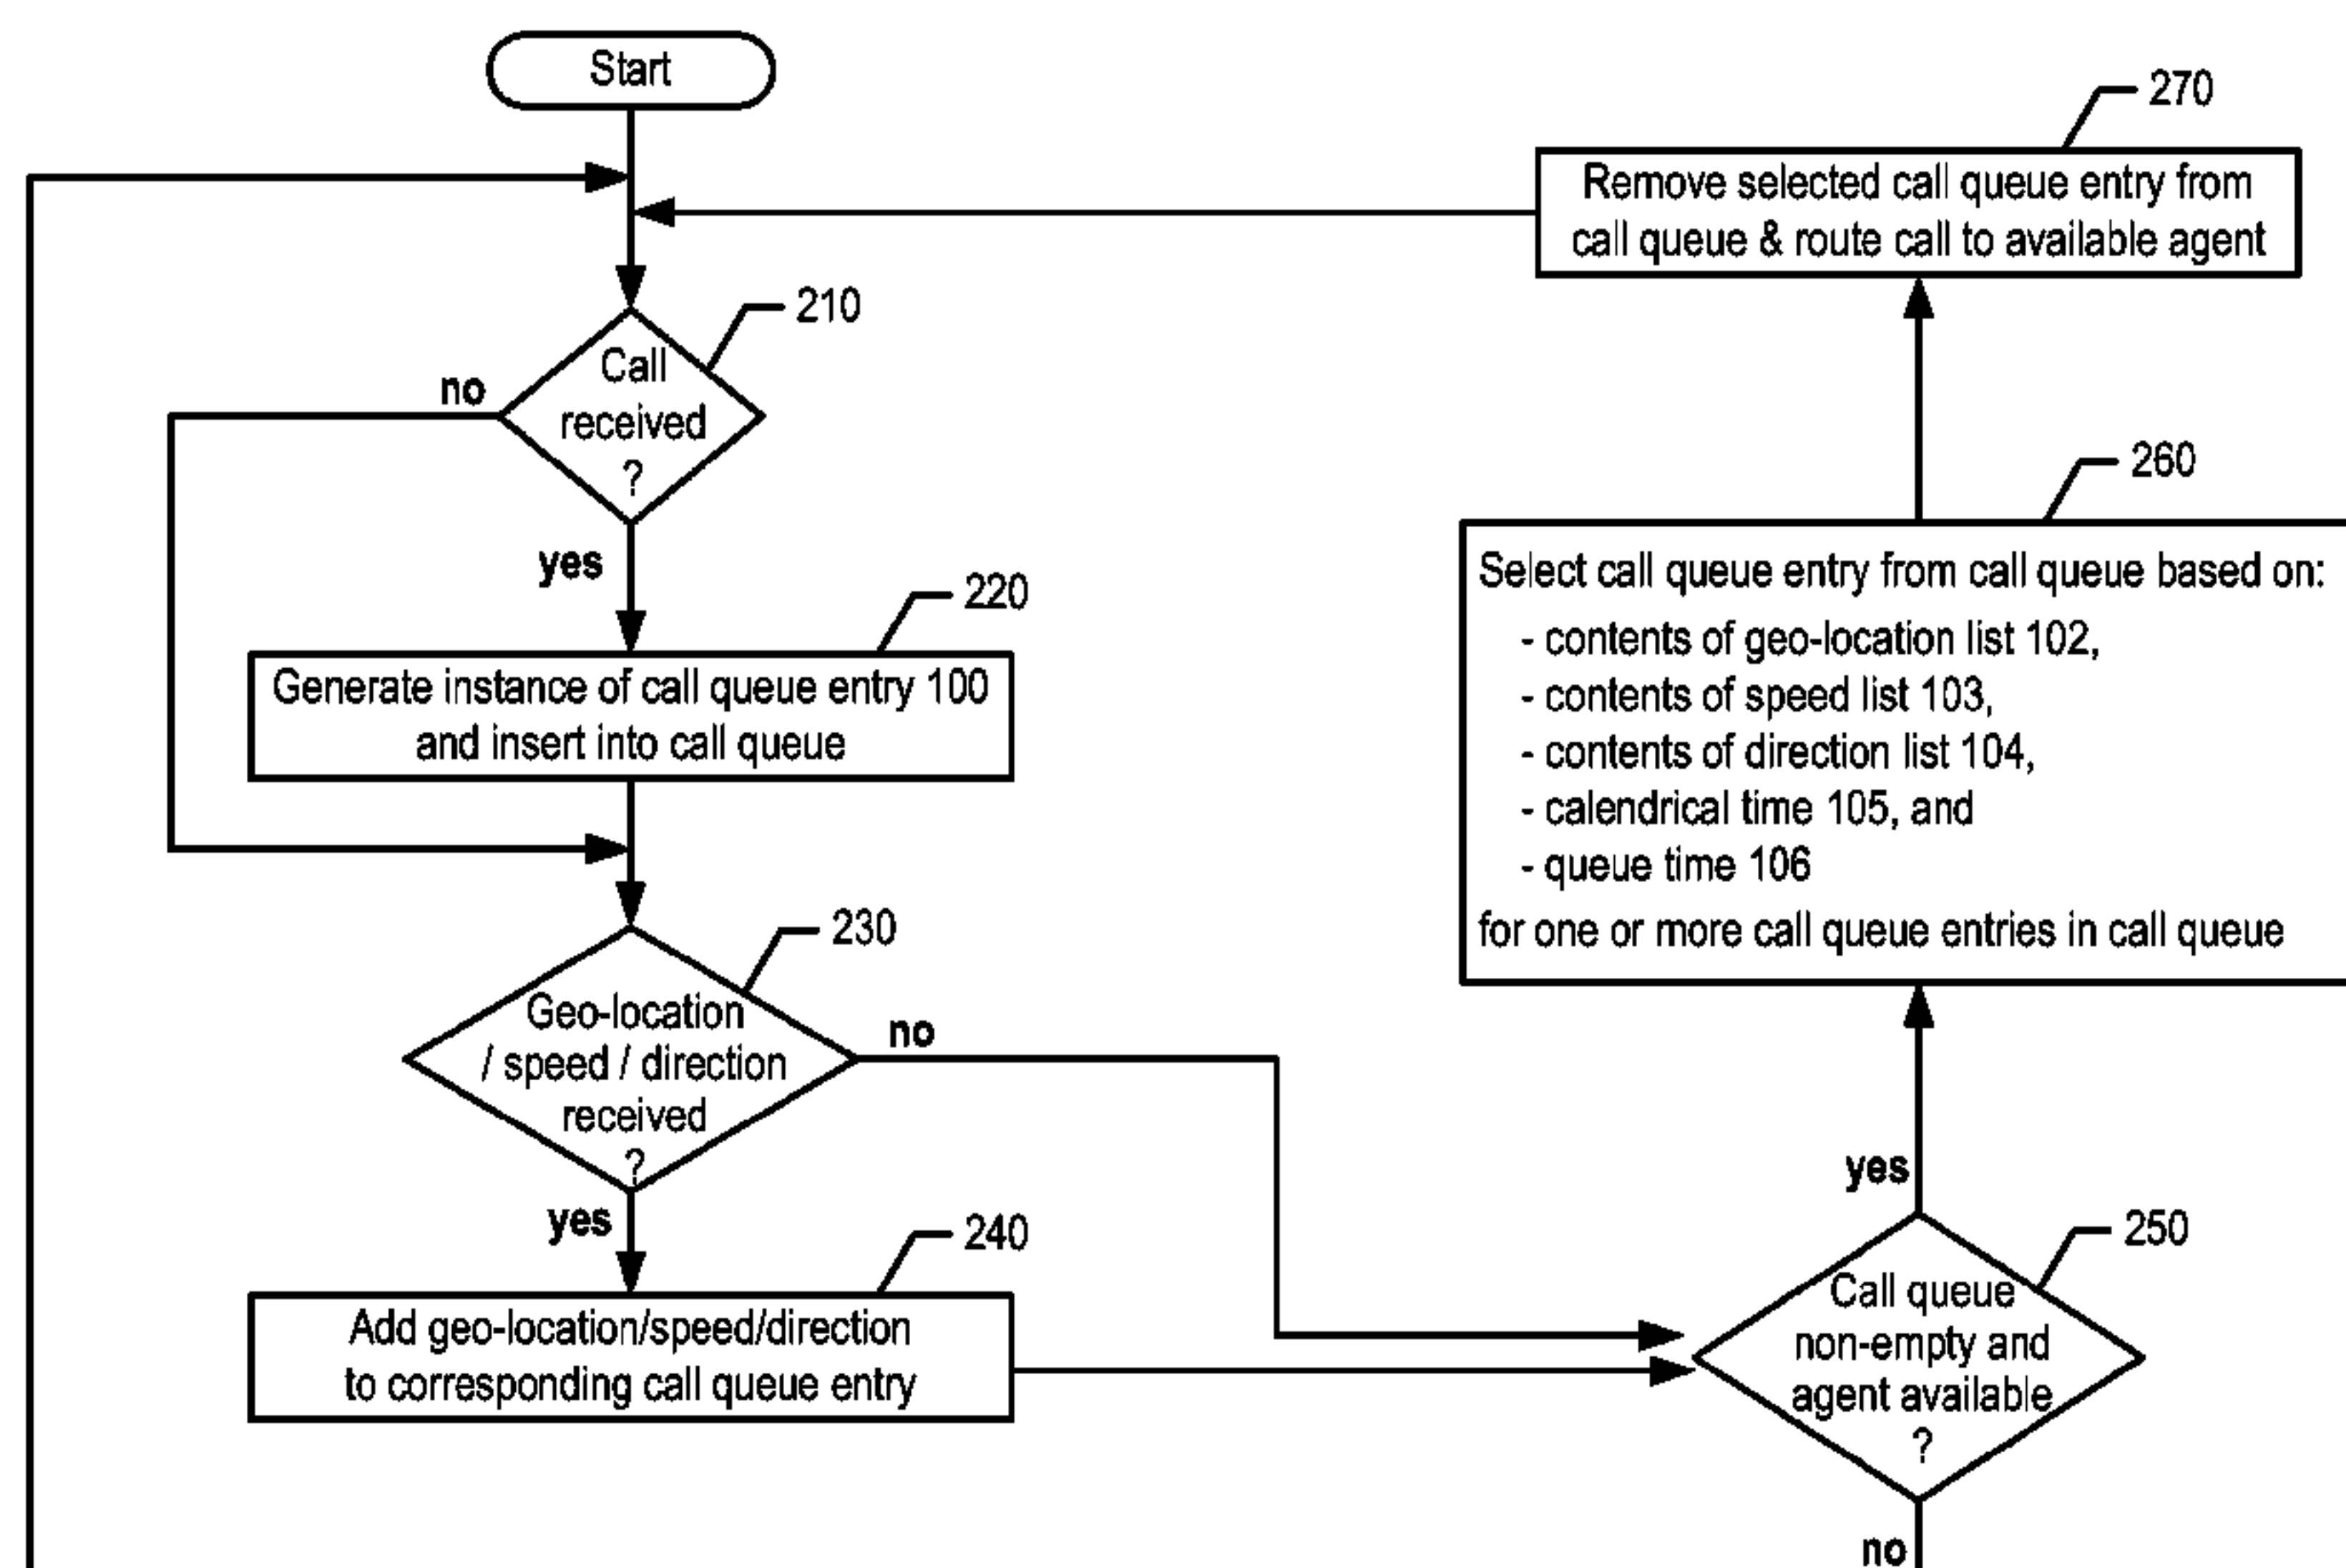 Start
270
Remove selected call queue entry from
call queue & route call to available agent
210
Call
received
?
no
yes
220
Generate instance of call queue entry 100
and insert into call queue
260
Select call queue entry from call queue based on:
- contents of geo-location list 102,
- contents of speed list 103,
- contents of direction list 104,
- calendrical time 105, and
- queue time 106
for one or more call queue entries in call queue
230
Geo-location
/ speed / direction
received
?
no
yes
240
Add geo-location/speed/direction
to corresponding call queue entry
yes
250
Call queue
non-empty and
agent available
?
no